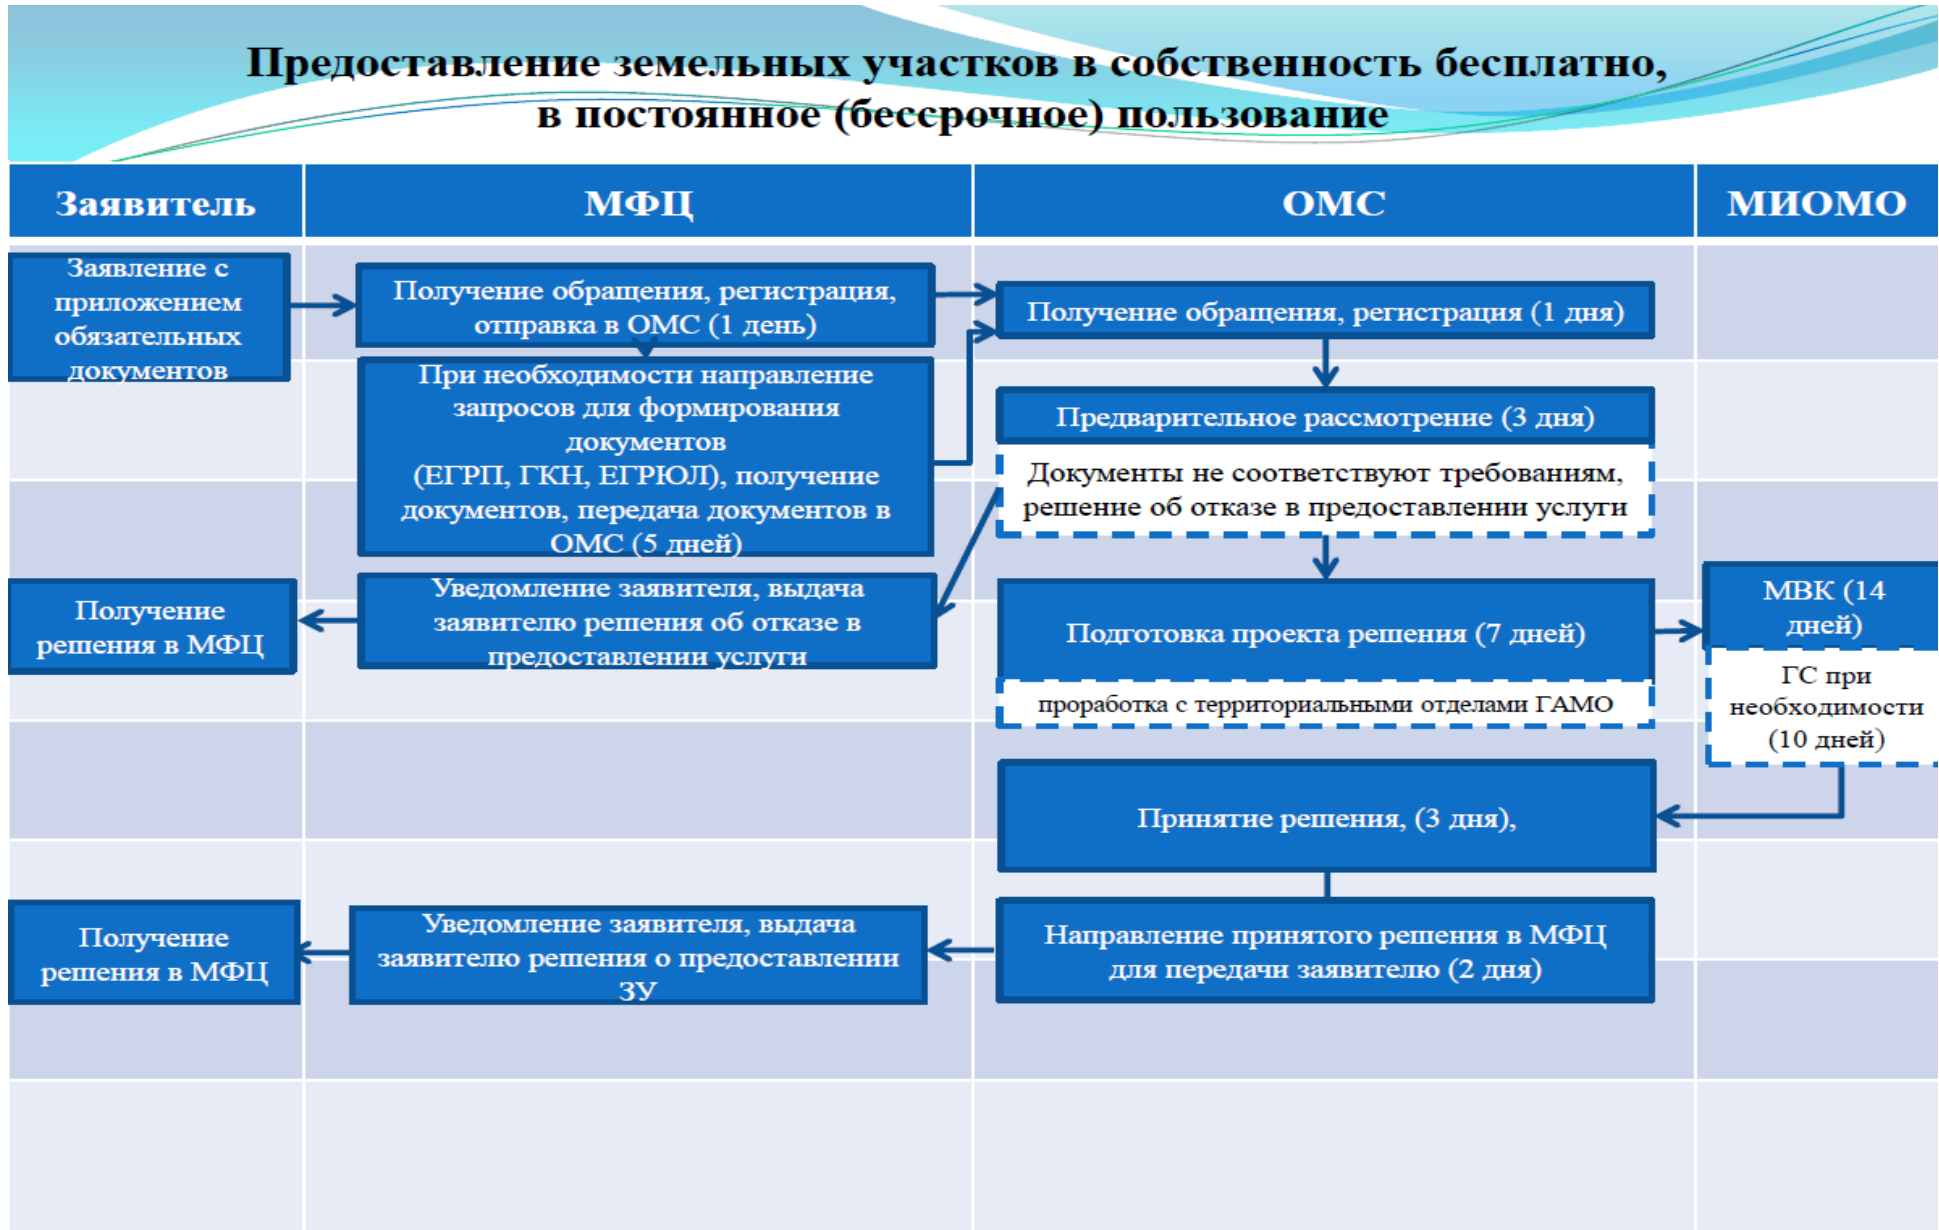 Предоставление земельных участков в собственность бесплатно,
в постоянное (бессрочное) пользование
Заявитель
МФЦ
ОМС
МИОМО
Заявление с
приложением
обязательных
документов
Получение обращения, регистрация,
отправка в ОМС (1 день)
Получение обращения, регистрация (1 дня)
При необходимости направление
запросов для формирования
документов
(ЕГРП, ГКН, ЕГРЮЛ), получение
документов, передача документов в
ОМС (5 дней)
Предварительное рассмотрение (3 дня)
Документы не соответствуют требованиям,
решение об отказе в предоставлении услуги
Получение
решения в МФЦ
Уведомление заявителя, выдача
заявителю решения об отказе в
предоставлении услуги
Подготовка проекта решения (7 дней)
проработка с территориальными отделами ГАМО
МВК (14
дней)
ГС при
необходимости
(10 дней)
Принятие решения, (3 дня),
Получение
решения в МФЦ
Уведомление заявителя, выдача
заявителю решения о предоставлении
ЗУ
Направление принятого решения в МФЦ
для передачи заявителю (2 дня)